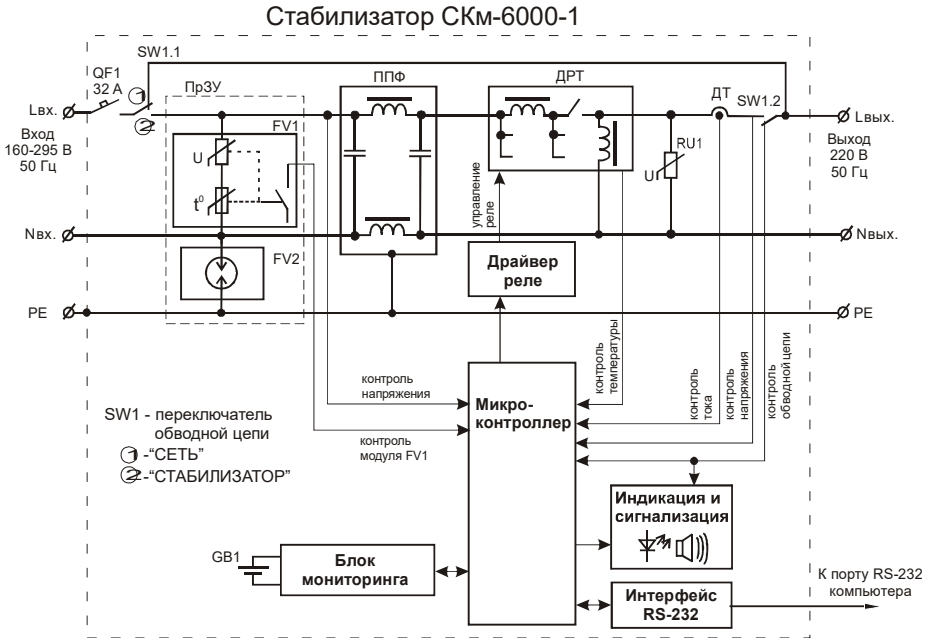 Стабилизатор СКм-6000-1
SW1.1
QF1
32 А
ПрЗУ
ППФ
ДРТ
ДТ
SW1.2
Lвх.
1
2
Lвых.
Вход
160-295 В
50 Гц
FV1
U
t⁰
RU1
U
Выход
220 В
50 Гц
управление
реле
Nвх.
Nвых.
FV2
Драйвер
реле
PE
PE
контроль
температуры
контроль
тока
контроль
напряжения
контроль
обводной цепи
контроль
напряжения
Микро-
контроллер
контроль
модуля FV1
SW1 - переключатель
обводной цепи
1 -“СЕТЬ”
2 -“СТАБИЛИЗАТОР”
Индикация и
сигнализация
GB1
Блок
мониторинга
Интерфейс
RS-232
К порту RS-232
компьютера